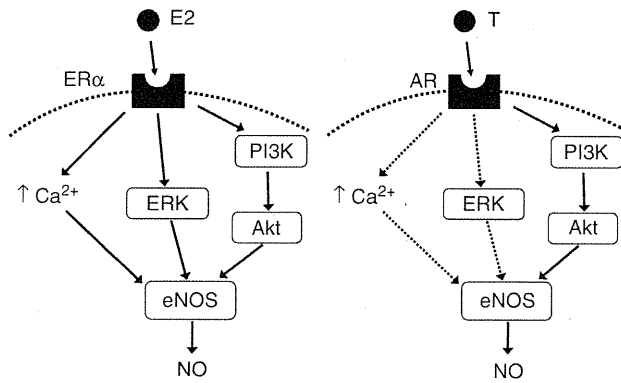 E2
ERα
PI3K
↑ Ca²⁺
ERK
Akt
eNOS
NO
T
AR
PI3K
↑ Ca²⁺
ERK
Akt
eNOS
NO